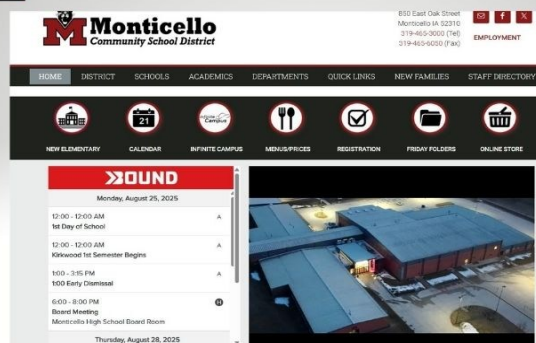 Monticello
Community School District
850 East Oak Street
Monticello IA 52310
319-465-3000 (Tel)
319-465-6050 (Fax)
EMPLOYMENT
HOME DISTRICT SCHOOLS ACADEMICS DEPARTMENTS QUICK LINKS NEW FAMILIES STAFF DIRECTORY
21
Infinite Campus
NEW ELEMENTARY CALENDAR INFINITE CAMPUS MENUS/PRICES REGISTRATION FRIDAY FOLDERS ONLINE STORE
BOUND
Monday, August 25, 2025
12:00 - 12:00 AM A
1st Day of School
12:00 - 12:00 AM A
Kirkwood 1st Semester Begins
1:00 - 3:15 PM A
1:00 Early Dismissal
6:00 - 8:00 PM H
Board Meeting
Monticello High School Board Room
Thursday, August 28, 2025